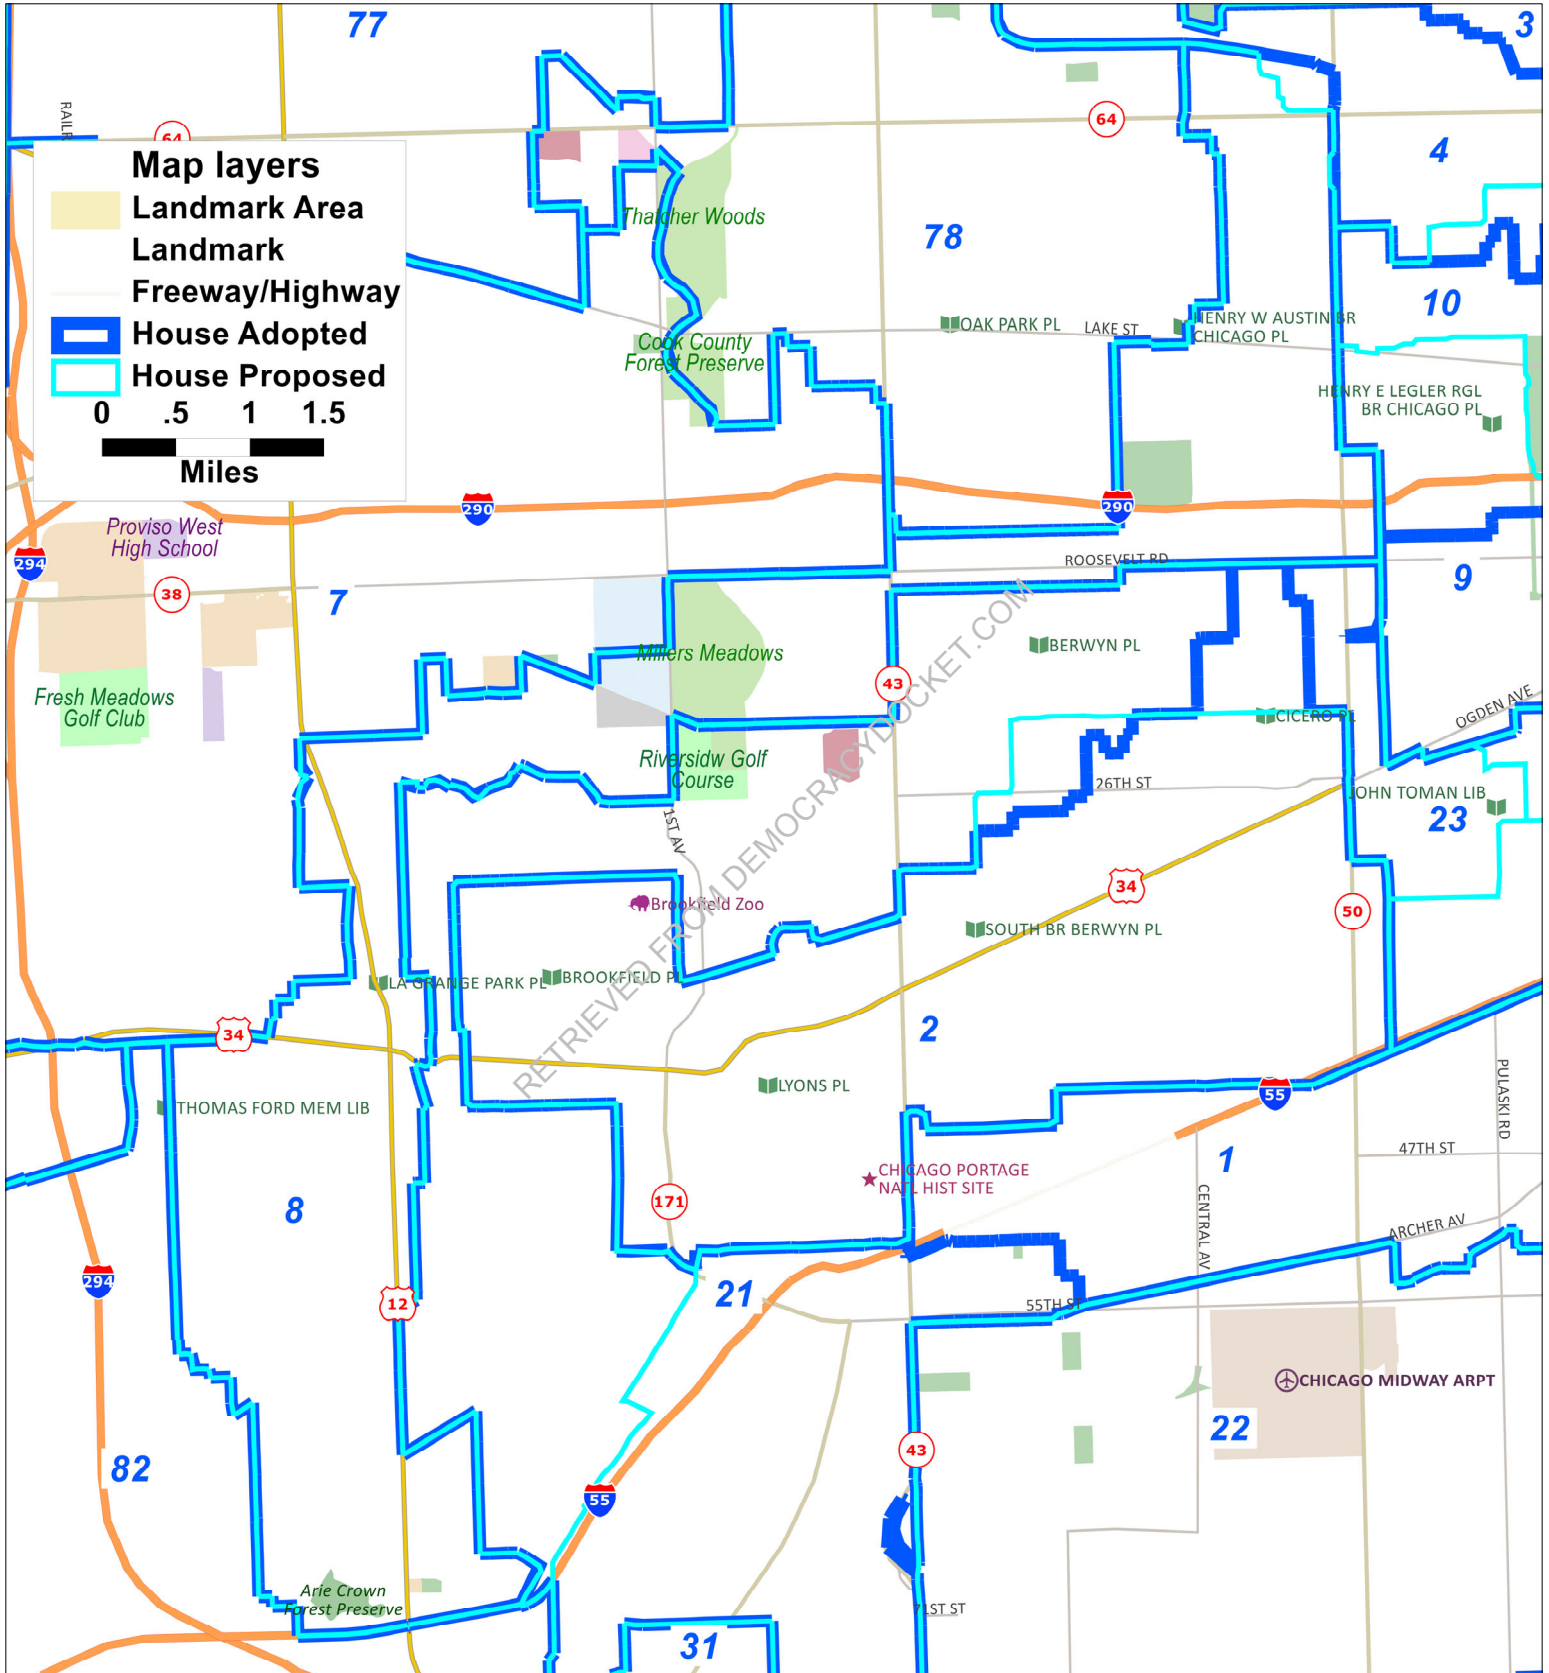 77
3
RAILR
64
64
4
Map layers
Landmark Area
Landmark
Freeway/Highway
House Adopted
House Proposed
0 .5 1 1.5
Miles
Thatcher Woods
78
10
OAK PARK PL
LAKE ST
HENRY W AUSTIN BR
CHICAGO PL
Cook County
Forest Preserve
HENRY E LEGLER RGL
BR CHICAGO PL
290
290
Proviso West
High School
294
ROOSEVELT RD
9
38
7
Millers Meadows
BERWYN PL
43
Fresh Meadows
Golf Club
CICERO PL
OGDEN AVE
Riversidw Golf
Course
26TH ST
JOHN TOMAN LIB
23
1ST AV
34
Brookfield Zoo
50
SOUTH BR BERWYN PL
LA GRANGE PARK PL
BROOKFIELD PL
RETRIEVED FROM DEMOCRACYDOCKET.COM
34
2
LYONS PL
55
PULASKI RD
THOMAS FORD MEM LIB
47TH ST
1
CHICAGO PORTAGE
NATL HIST SITE
8
171
CENTRAL AV
ARCHER AV
294
12
21
55TH ST
CHICAGO MIDWAY ARPT
22
43
82
55
Arie Crown
Forest Preserve
71ST ST
31